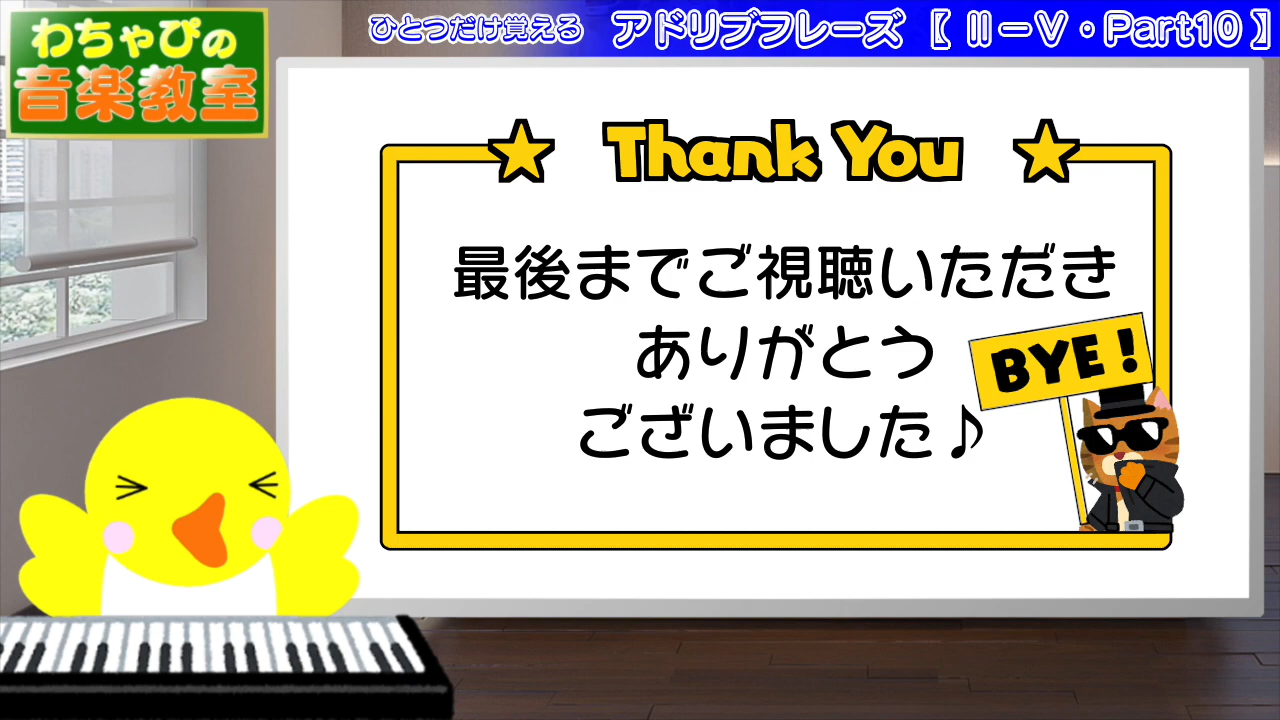 わちゃぴの
音楽教室
ひとつだけ覚える アドリブフレーズ 【 Ⅱ－Ⅴ・Part10 】
Thank You
最後までご視聴いただき
ありがとう
ございました♪
BYE!